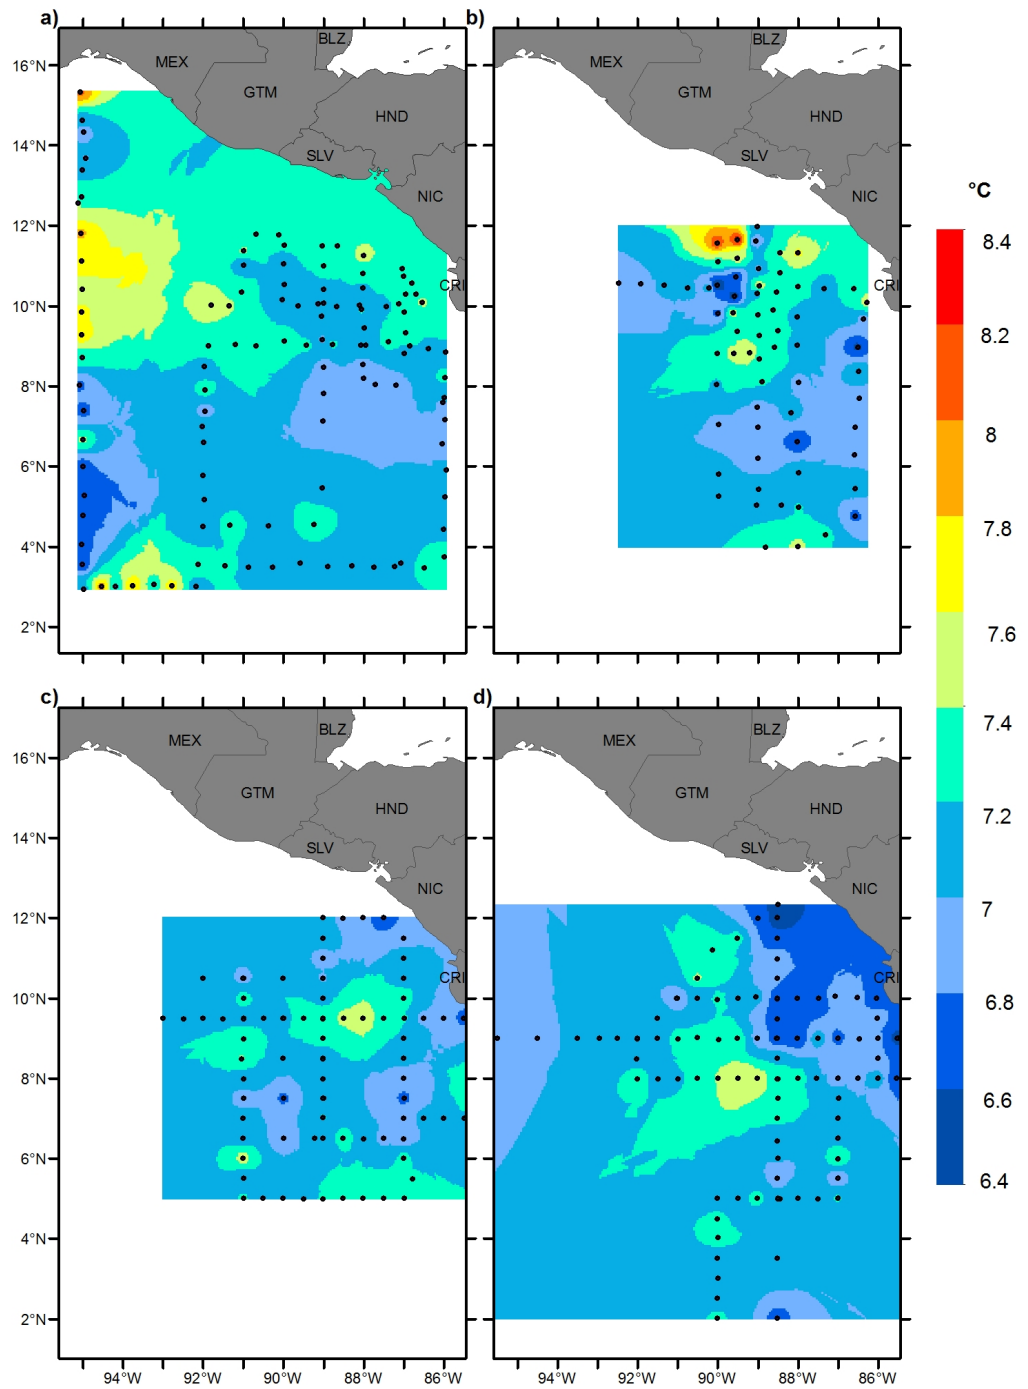 a)
b)
BLZ
BLZ
16°N
MEX
MEX
GTM
GTM
HND
HND
14°N
SLV
SLV
NIC
NIC
°C
12°N
8.4
CRI
CRI
10°N
8.2
8°N
8
6°N
7.8
4°N
7.6
2°N
c)
d)
7.4
BLZ
BLZ
MEX
MEX
16°N
GTM
GTM
HND
HND
7.2
14°N
SLV
SLV
NIC
NIC
7
12°N
CRI
CRI
10°N
6.8
8°N
6.6
6°N
6.4
4°N
2°N
94°W 92°W 90°W 88°W 86°W
94°W 92°W 90°W 88°W 86°W